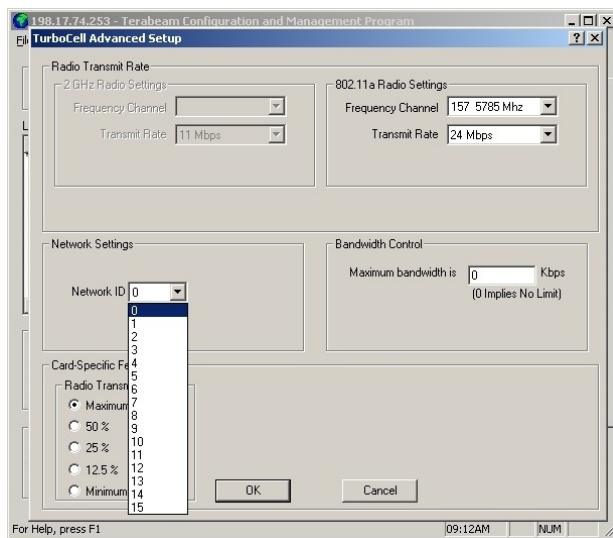 198.17.74.253 - Terabeam Configuration and Management Program
TurboCell Advanced Setup
Radio Transmit Rate
2 GHz Radio Settings
Frequency Channel
Transmit Rate 11 Mbps
802.11a Radio Settings
Frequency Channel 157 5785 Mhz
Transmit Rate 24 Mbps
Network Settings
Network ID 0
0
1
2
3
4
5
6
7
8
9
10
11
12
13
14
15
Bandwidth Control
Maximum bandwidth is 0 Kbps
(0 Implies No Limit)
Card-Specific
Radio
Maximum
50 %
25 %
12.5 %
Minimum
OK
Cancel
For Help, press F1
09:12AM
NUM